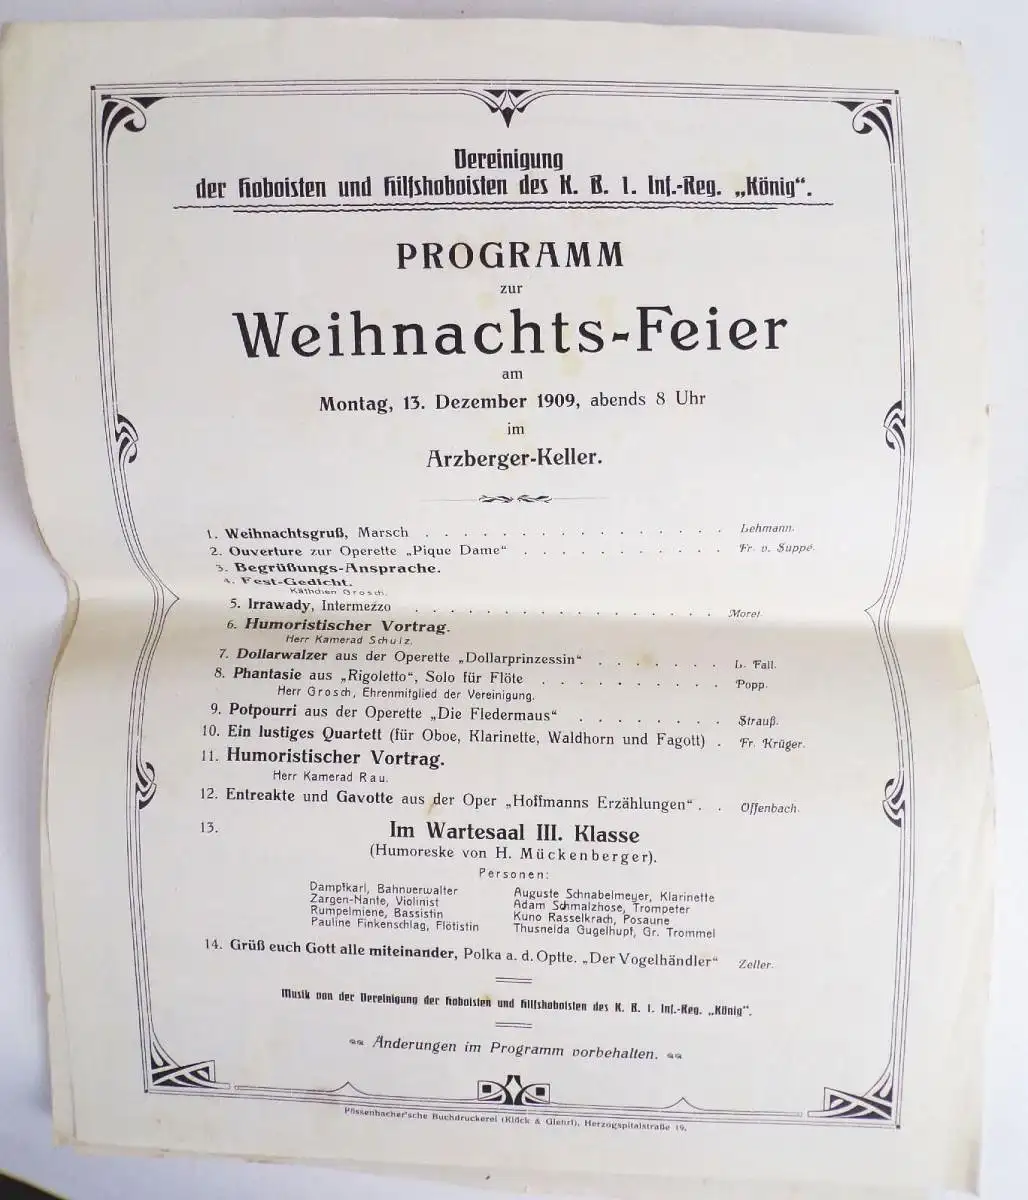 Vereinigung
der Hoboisten und Hilfshoboisten des K. B. 1. Inf.-Reg. „König“.
PROGRAMM
zur
Weihnachts-Feier
am
Montag, 13. Dezember 1909, abends 8 Uhr
im
Arzberger-Keller.
1. Weihnachtsgruß, Marsch . . . . . . . . . . . . . . . . Lehmann.
2. Ouverture zur Operette „Pique Dame“ . . . . . . . . . . . Fr. v. Suppé.
3. Begrüßungs-Ansprache.
4. Fest-Gedicht.
Käthchen Grosch.
5. Irrawady, Intermezzo . . . . . . . . . . . . . . . . . Moret.
6. Humoristischer Vortrag.
Herr Kamerad Schulz.
7. Dollarwalzer aus der Operette „Dollarprinzessin“ . . . . . . . L. Fall.
8. Phantasie aus „Rigoletto“, Solo für Flöte . . . . . . . . . . Popp.
Herr Grosch, Ehrenmitglied der Vereinigung.
9. Potpourri aus der Operette „Die Fledermaus“ . . . . . . . . Strauß.
10. Ein lustiges Quartett (für Oboe, Klarinette, Waldhorn und Fagott) . Fr. Krüger.
11. Humoristischer Vortrag.
Herr Kamerad Rau.
12. Entreakte und Gavotte aus der Oper „Hoffmanns Erzählungen“ . . Offenbach.
13. Im Wartesaal III. Klasse
(Humoreske von H. Mückenberger).
Personen:
Dampfkarl, Bahnverwalter
Zargen-Nante, Violinist
Rumpelmiene, Bassistin
Pauline Finkenschlag, Flötistin
Auguste Schnabelmeyer, Klarinette
Adam Schmalzhose, Trompeter
Kuno Rasselkrach, Posaune
Thusnelda Gugelhupf, Gr. Trommel
14. Grüß euch Gott alle miteinander, Polka a. d. Optte. „Der Vogelhändler“ Zeller.
Musik von der Vereinigung der Hoboisten und Hilfshoboisten des K. B. 1. Inf.-Reg. „König“.
Änderungen im Programm vorbehalten.
Pössenbacher'sche Buchdruckerei (Klück & Giehrl), Herzogspitalstraße 19.